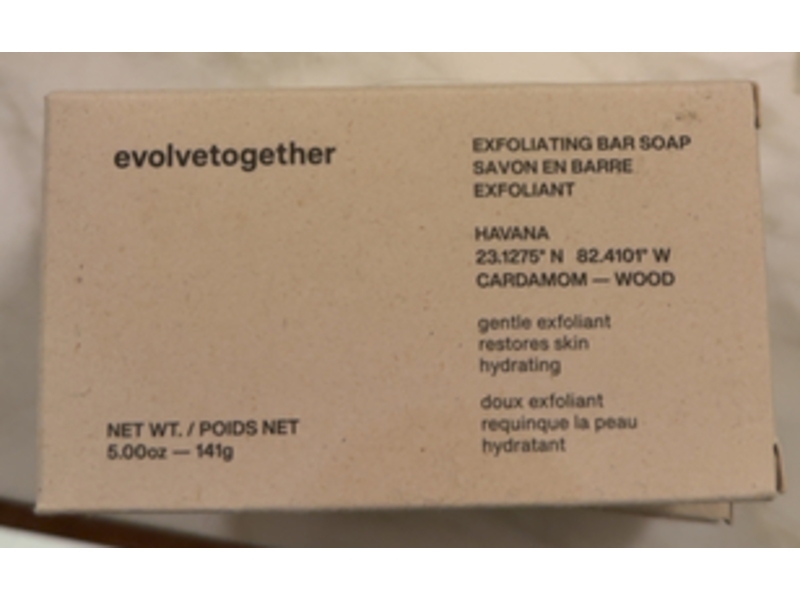 evolvetogether
EXFOLIATING BAR SOAP
SAVON EN BARRE
EXFOLIANT
HAVANA
23.1275° N 82.4101° W
CARDAMOM — WOOD
gentle exfoliant
restores skin
hydrating
doux exfoliant
requinque la peau
hydratant
NET WT. / POIDS NET
5.00oz — 141g